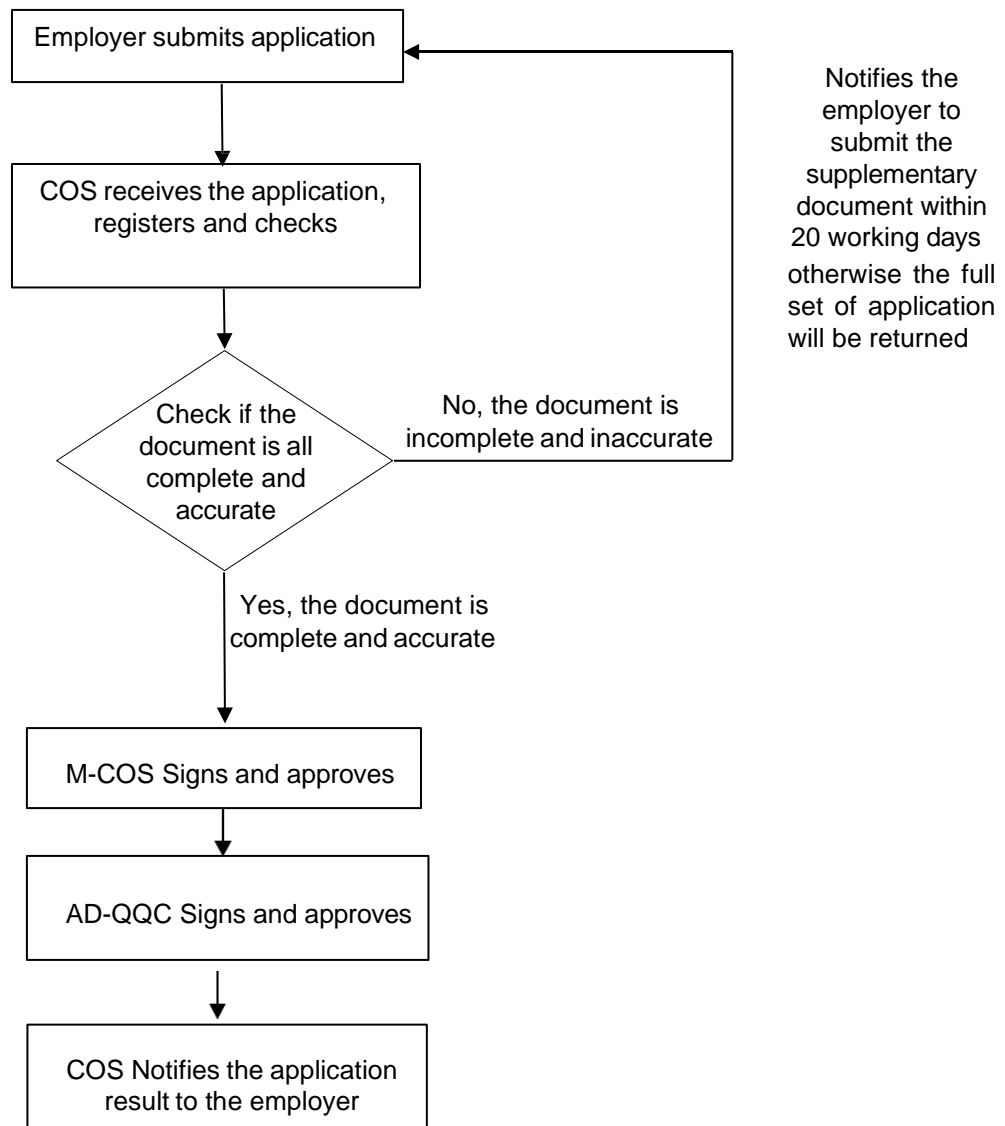 Employer submits application
Notifies the
employer to
submit the
supplementary
document within
20 working days
otherwise the full
set of application
will be returned
COS receives the application,
registers and checks
Check if the
document is all
complete and
accurate
No, the document is
incomplete and inaccurate
Yes, the document is
complete and accurate
M-COS Signs and approves
AD-QQC Signs and approves
COS Notifies the application
result to the employer